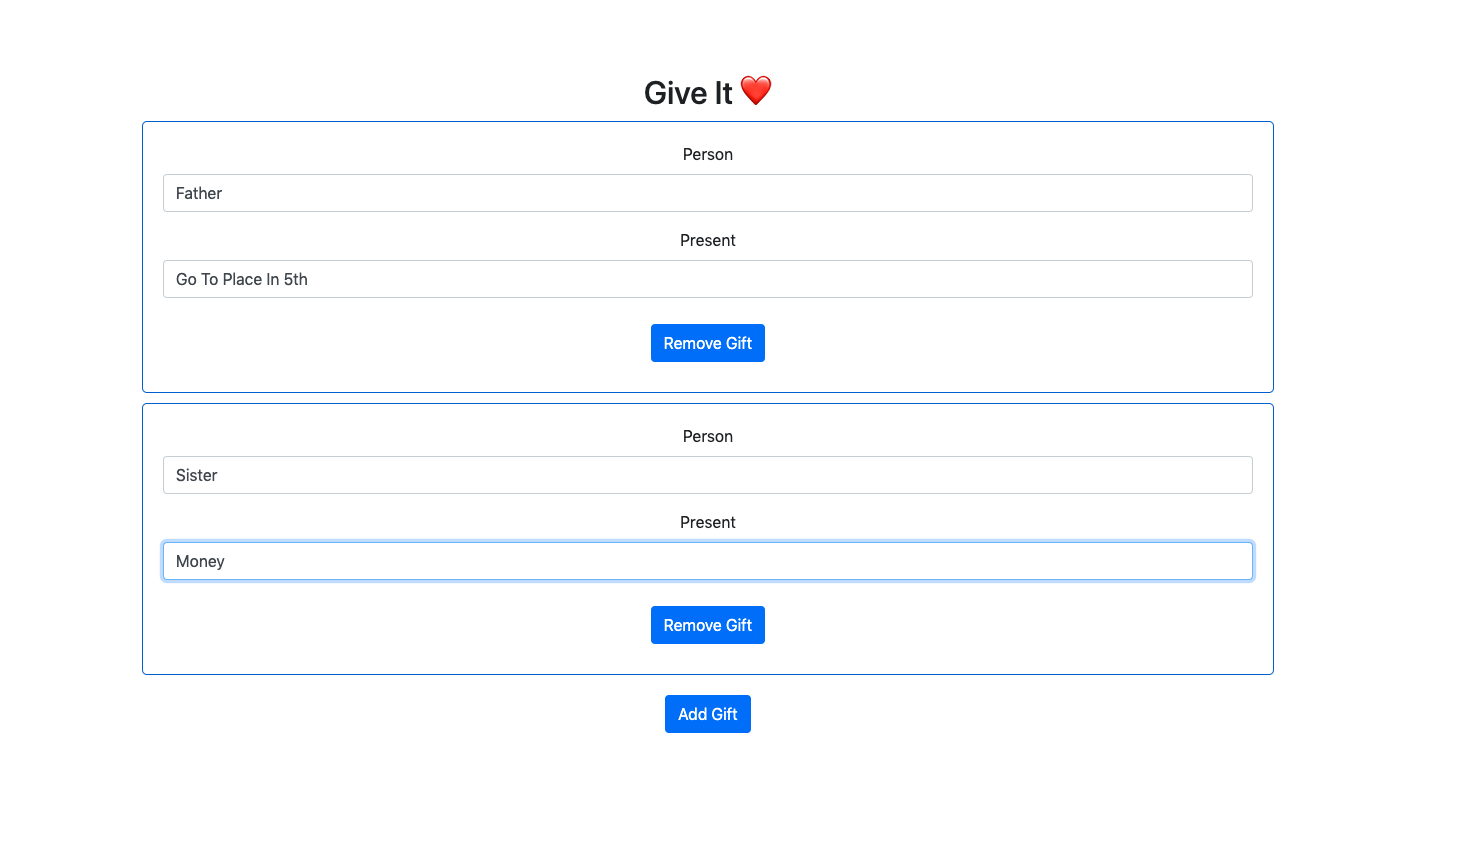 Give It ❤️
Person
Father
Present
Go To Place In 5th
Remove Gift
Person
Sister
Present
Money
Remove Gift
Add Gift